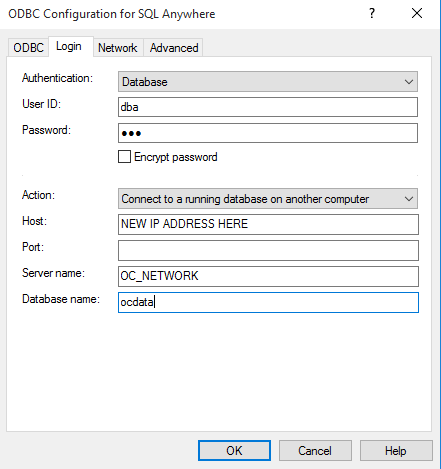 ODBC Configuration for SQL Anywhere ? ×
ODBC Login Network Advanced
Authentication: Database
User ID: dba
Password: ●●●
Encrypt password
Action: Connect to a running database on another computer
Host: NEW IP ADDRESS HERE
Port:
Server name: OC_NETWORK
Database name: ocdata
OK Cancel Help